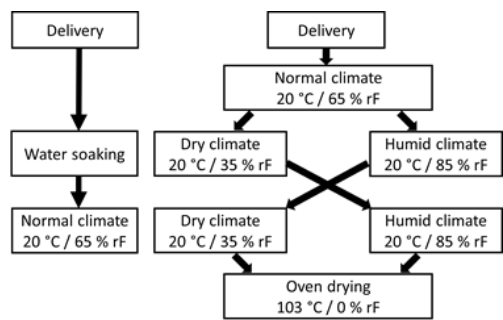 Delivery
Water soaking
Normal climate
20 °C / 65 % rF
Delivery
Normal climate
20 °C / 65 % rF
Dry climate
20 °C / 35 % rF
Humid climate
20 °C / 85 % rF
Dry climate
20 °C / 35 % rF
Humid climate
20 °C / 85 % rF
Oven drying
103 °C / 0 % rF